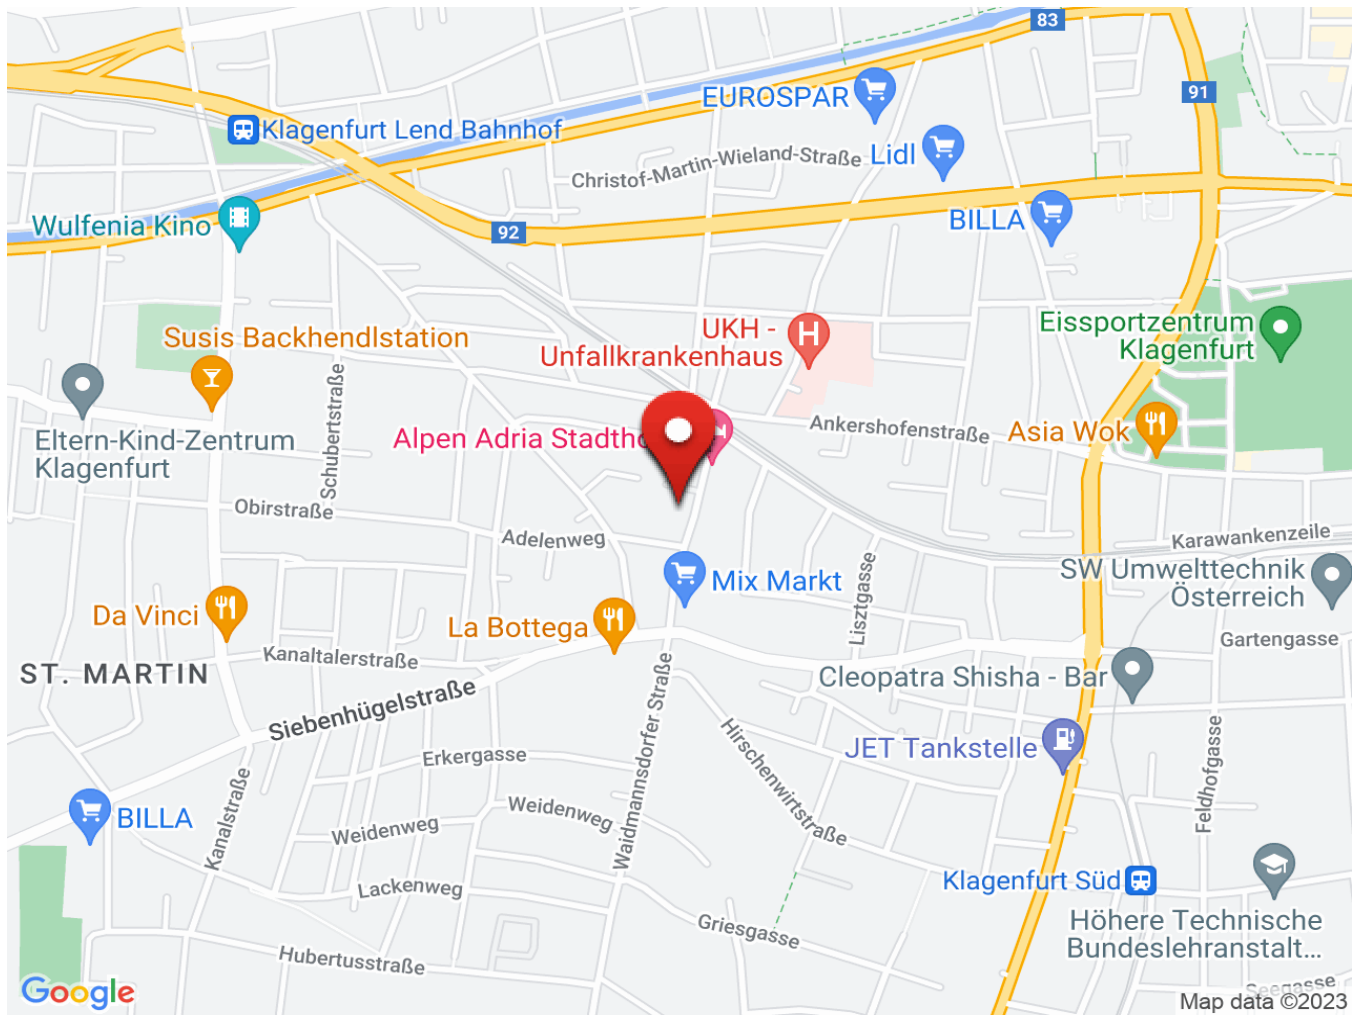 83
91
EUROSPAR
Klagenfurt Lend Bahnhof
Lidl
Christof-Martin-Wieland-Straße
Wulfenia Kino
92
BILLA
UKH -
Unfallkrankenhaus
Eissportzentrum
Klagenfurt
Susis Backhendlstation
Schubertstraße
Eltern-Kind-Zentrum
Klagenfurt
Alpen Adria Stadtho
Ankershofenstraße
Asia Wok
Obirstraße
Adelenweg
Karawankenzeile
SW Umwelttechnik
Österreich
Mix Markt
Lisztgasse
Da Vinci
La Bottega
Gartengasse
Kanaltalerstraße
ST. MARTIN
Siebenhügelstraße
Waidmannsdorfer Straße
Cleopatra Shisha - Bar
Hirschenwirtstraße
JET Tankstelle
Feldhofgasse
Erkergasse
Weidenweg
Weidenweg
BILLA
Kanalstraße
Lackenweg
Klagenfurt Süd
Griesgasse
Höhere Technische
Bundeslehranstalt...
Hubertusstraße
Seegasse
Google
Map data ©2023